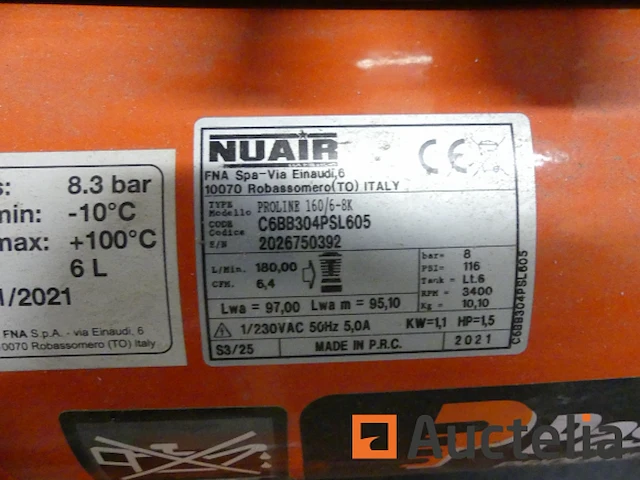 s: 8.3 bar
min: -10°C
max: +100°C
6 L
1/2021
FNA S.p.A. - via Einaudi, 6
10070 Robassomero (TO) Italy
NUAIR
FNA Spa-Via Einaudi,6
10070 Robassomero(TO) ITALY
CE
TYPE
Modello PROLINE 160/6-8K
CODE
Codice C6BB304PSL605
S/N 2026750392
L/Min. 180,00
CFM. 6,4
bar= 8
PSI= 116
Tank = Lt.6
RPM = 3400
Kg = 10,10
Lwa = 97,00 Lwa m = 95,10
1/230VAC 50Hz 5,0A KW=1,1 HP=1,5
S3/25 MADE IN P.R.C. 2021
C6BB304PSL605
Auctelia